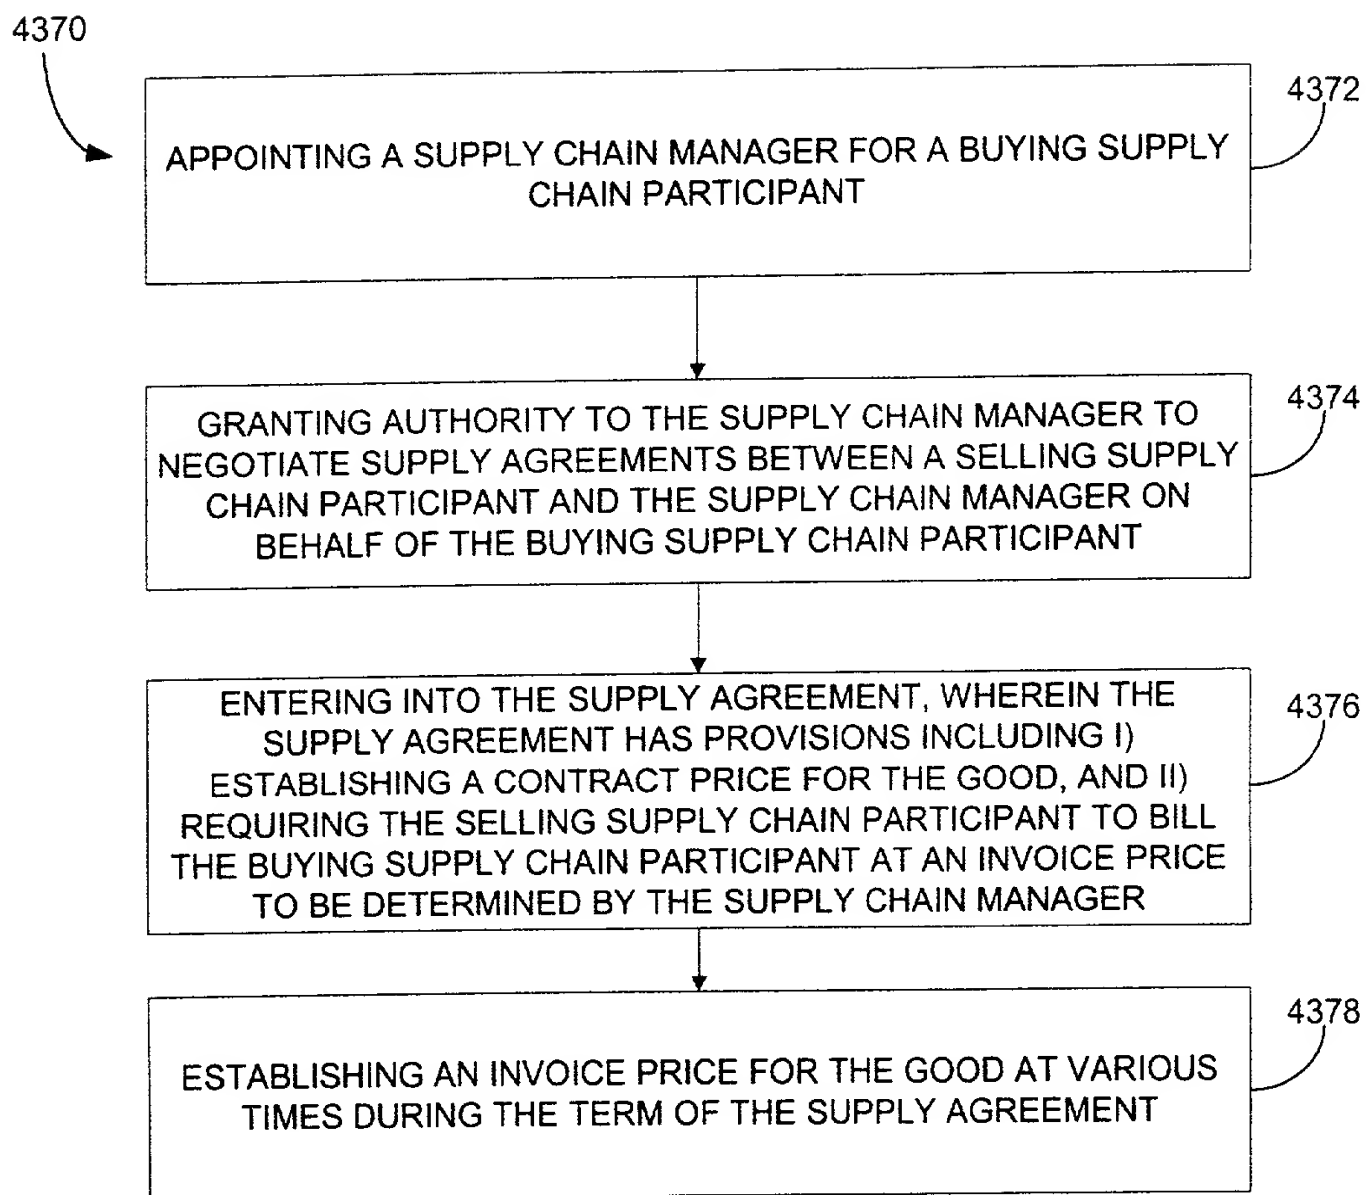 4370
4372
APPOINTING A SUPPLY CHAIN MANAGER FOR A BUYING SUPPLY
CHAIN PARTICIPANT
4374
GRANTING AUTHORITY TO THE SUPPLY CHAIN MANAGER TO
NEGOTIATE SUPPLY AGREEMENTS BETWEEN A SELLING SUPPLY
CHAIN PARTICIPANT AND THE SUPPLY CHAIN MANAGER ON
BEHALF OF THE BUYING SUPPLY CHAIN PARTICIPANT
4376
ENTERING INTO THE SUPPLY AGREEMENT, WHEREIN THE
SUPPLY AGREEMENT HAS PROVISIONS INCLUDING I)
ESTABLISHING A CONTRACT PRICE FOR THE GOOD, AND II)
REQUIRING THE SELLING SUPPLY CHAIN PARTICIPANT TO BILL
THE BUYING SUPPLY CHAIN PARTICIPANT AT AN INVOICE PRICE
TO BE DETERMINED BY THE SUPPLY CHAIN MANAGER
4378
ESTABLISHING AN INVOICE PRICE FOR THE GOOD AT VARIOUS
TIMES DURING THE TERM OF THE SUPPLY AGREEMENT